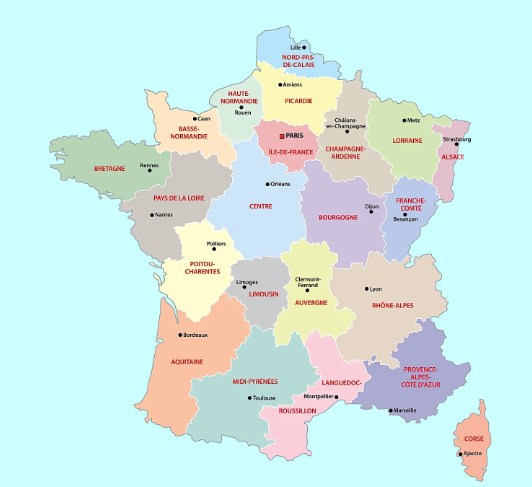 Lille
NORD-PAS-
DE-CALAIS
Amiens
PICARDIE
HAUTE-
NORMANDIE
Rouen
Caen
BASSE-
NORMANDIE
PARIS
ÎLE-DE-FRANCE
Châlons-
en-Champagne
CHAMPAGNE-
ARDENNE
Metz
LORRAINE
Strasbourg
ALSACE
BRETAGNE
Rennes
PAYS DE LA LOIRE
Nantes
Orléans
CENTRE
BOURGOGNE
Dijon
FRANCHE-
COMTÉ
Besançon
Poitiers
POITOU-
CHARENTES
Limoges
LIMOUSIN
Clermont-
Ferrand
AUVERGNE
Lyon
RHÔNE-ALPES
Bordeaux
AQUITAINE
MIDI-PYRÉNÉES
Toulouse
LANGUEDOC-
Montpellier
ROUSSILLON
PROVENCE-
ALPES-
CÔTE D'AZUR
Marseille
CORSE
Ajaccio